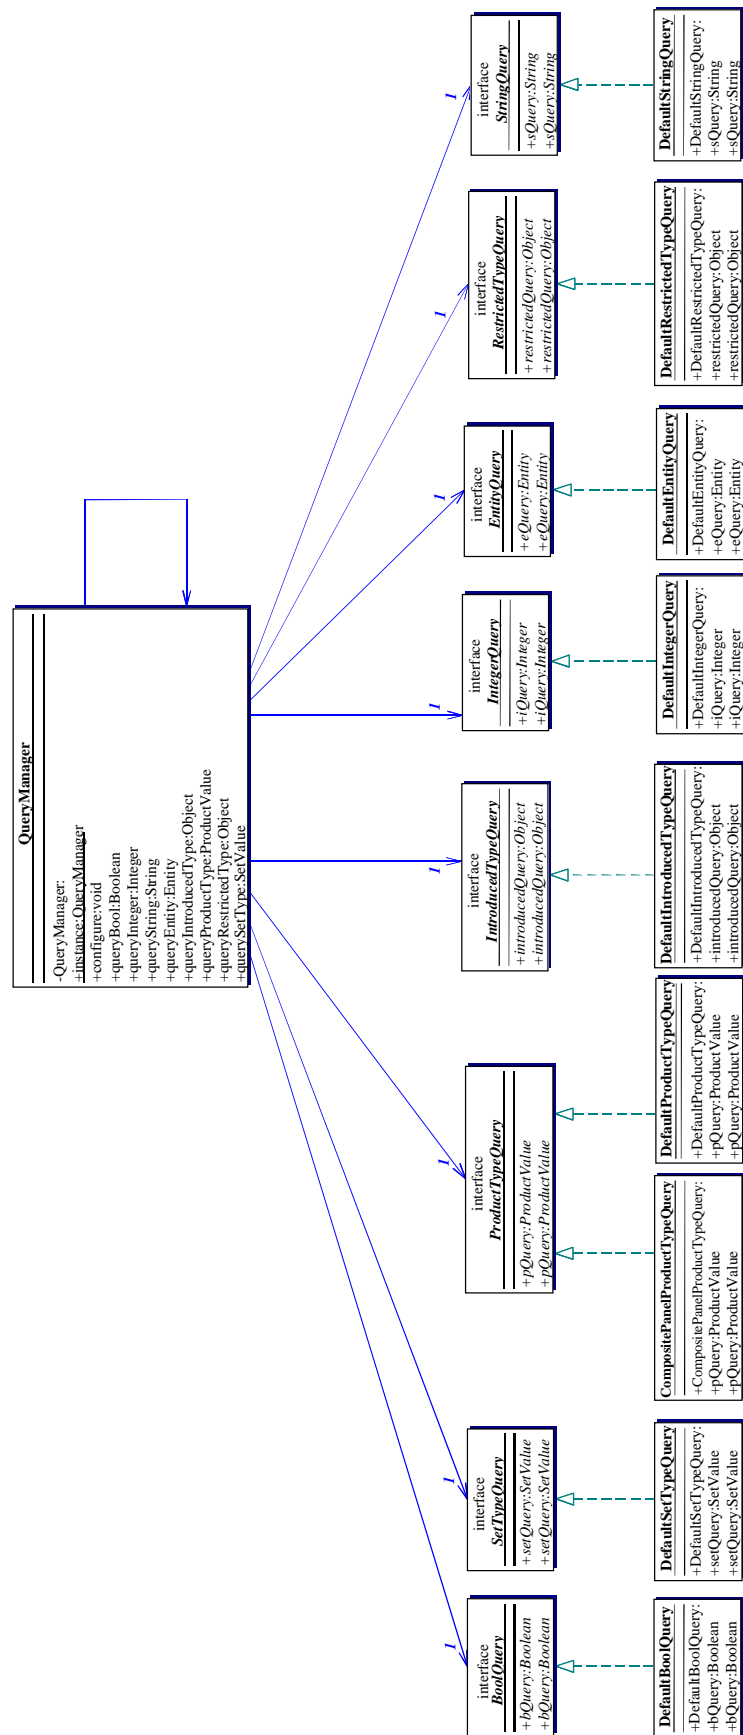 QueryManager
-QueryManager:
+instance:QueryManager
+configure:void
+queryBool:Boolean
+queryInteger:Integer
+queryString:String
+queryEntity:Entity
+queryIntroducedType:Object
+queryProductType:ProductValue
+queryRestrictedType:Object
+querySetType:SetValue
1
1
1
1
1
1
1
1
interface
BoolQuery
+bQuery:Boolean
+bQuery:Boolean
interface
SetTypeQuery
+setQuery:SetValue
+setQuery:SetValue
interface
ProductTypeQuery
+pQuery:ProductValue
+pQuery:ProductValue
interface
IntroducedTypeQuery
+introducedQuery:Object
+introducedQuery:Object
interface
IntegerQuery
+iQuery:Integer
+iQuery:Integer
interface
EntityQuery
+eQuery:Entity
+eQuery:Entity
interface
RestrictedTypeQuery
+restrictedQuery:Object
+restrictedQuery:Object
interface
StringQuery
+sQuery:String
+sQuery:String
DefaultBoolQuery
+DefaultBoolQuery:
+bQuery:Boolean
+bQuery:Boolean
DefaultSetTypeQuery
+DefaultSetTypeQuery:
+setQuery:SetValue
+setQuery:SetValue
CompositePanelProductTypeQuery
+CompositePanelProductTypeQuery:
+pQuery:ProductValue
+pQuery:ProductValue
DefaultProductTypeQuery
+DefaultProductTypeQuery:
+pQuery:ProductValue
+pQuery:ProductValue
DefaultIntroducedTypeQuery
+DefaultIntroducedTypeQuery:
+introducedQuery:Object
+introducedQuery:Object
DefaultIntegerQuery
+DefaultIntegerQuery:
+iQuery:Integer
+iQuery:Integer
DefaultEntityQuery
+DefaultEntityQuery:
+eQuery:Entity
+eQuery:Entity
DefaultRestrictedTypeQuery
+DefaultRestrictedTypeQuery:
+restrictedQuery:Object
+restrictedQuery:Object
DefaultStringQuery
+DefaultStringQuery:
+sQuery:String
+sQuery:String